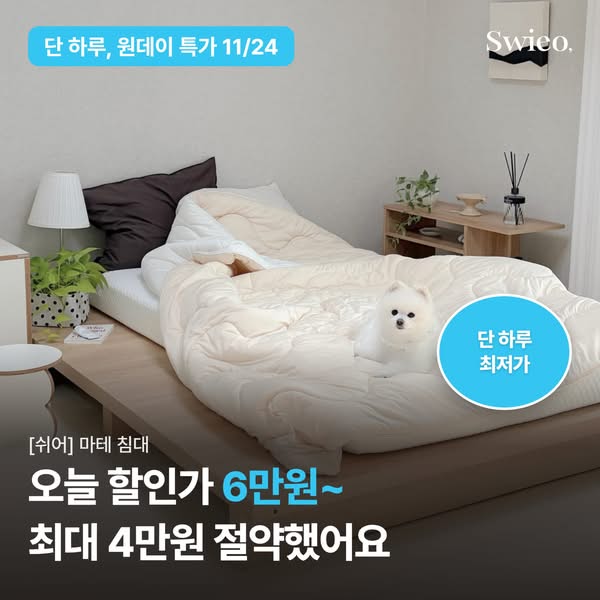 단 하루, 원데이 특가 11/24
Swieo,
단 하루
최저가
[쉬어] 마테 침대
오늘 할인가 6만원~
최대 4만원 절약했어요